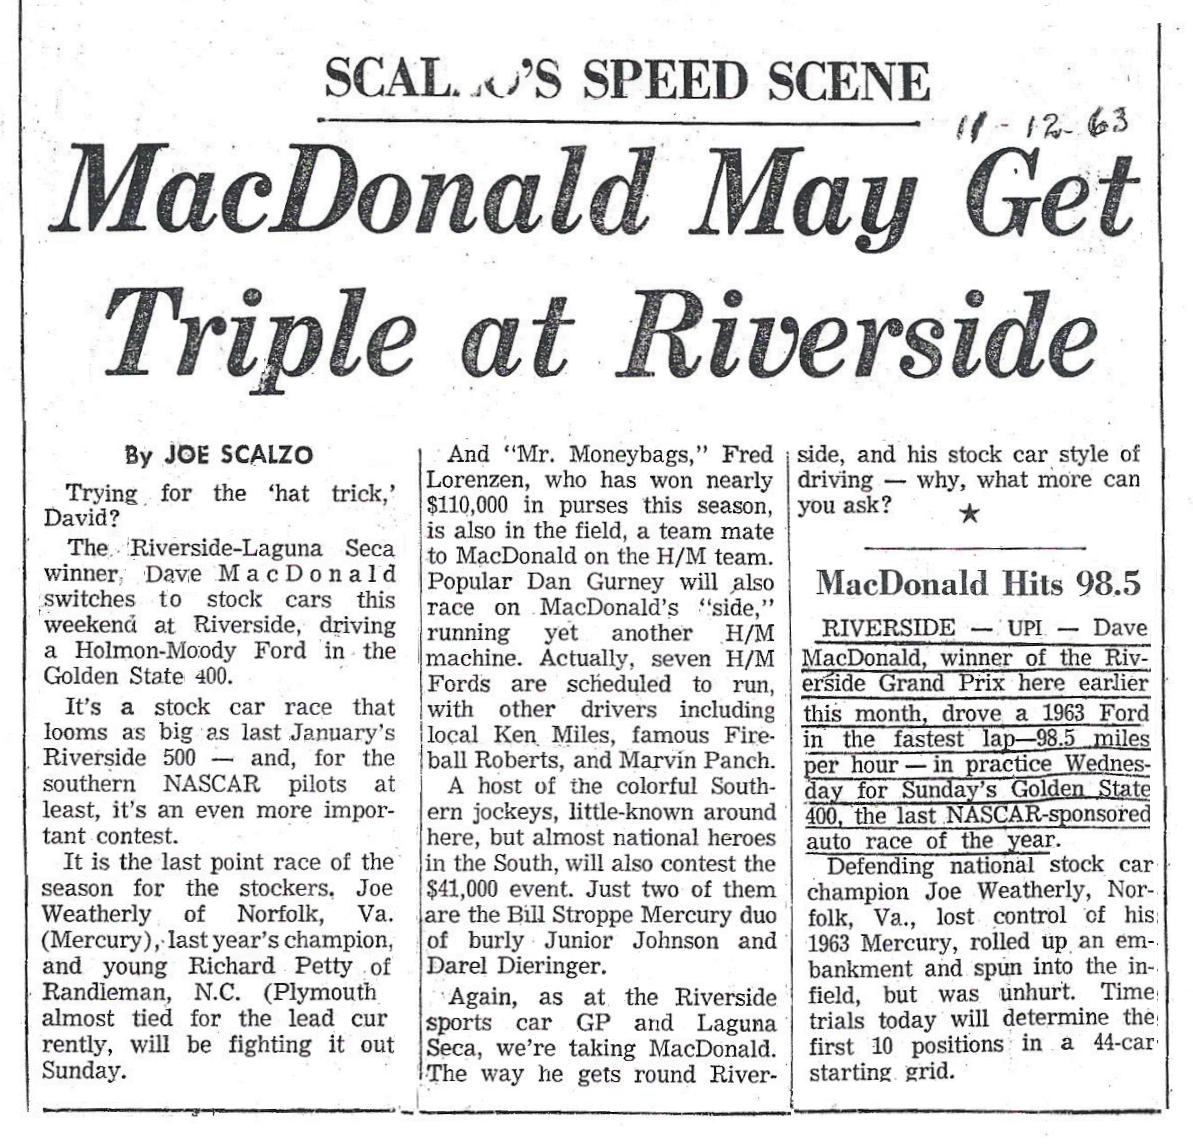 SCAL O'S SPEED SCENE
11-12-63
MacDonald May Get
Triple at Riverside
By JOE SCALZO
Trying for the 'hat trick,'
David?
The Riverside-Laguna Seca
winner, Dave MacDonald
switches to stock cars this
weekend at Riverside, driving
a Holmon-Moody Ford in the
Golden State 400.
It's a stock car race that
looms as big as last January's
Riverside 500 — and, for the
southern NASCAR pilots at
least, it's an even more impor-
tant contest.
It is the last point race of the
season for the stockers. Joe
Weatherly of Norfolk, Va.
(Mercury), last year's champion,
and young Richard Petty of
Randleman, N.C. (Plymouth
almost tied for the lead cur
rently, will be fighting it out
Sunday.
And "Mr. Moneybags," Fred
Lorenzen, who has won nearly
$110,000 in purses this season,
is also in the field, a team mate
to MacDonald on the H/M team.
Popular Dan Gurney will also
race on MacDonald's "side,"
running yet another H/M
machine. Actually, seven H/M
Fords are scheduled to run,
with other drivers including
local Ken Miles, famous Fire-
ball Roberts, and Marvin Panch.
A host of the colorful South-
ern jockeys, little-known around
here, but almost national heroes
in the South, will also contest the
$41,000 event. Just two of them
are the Bill Stroppe Mercury duo
of burly Junior Johnson and
Darel Dieringer.
Again, as at the Riverside
sports car GP and Laguna
Seca, we're taking MacDonald.
The way he gets round River-
side, and his stock car style of
driving — why, what more can
you ask? ★
MacDonald Hits 98.5
RIVERSIDE — UPI — Dave
MacDonald, winner of the Riv-
erside Grand Prix here earlier
this month, drove a 1963 Ford
in the fastest lap—98.5 miles
per hour — in practice Wednes-
day for Sunday's Golden State
400, the last NASCAR-sponsored
auto race of the year.
Defending national stock car
champion Joe Weatherly, Nor-
folk, Va., lost control of his
1963 Mercury, rolled up an em-
bankment and spun into the in-
field, but was unhurt. Time
trials today will determine the
first 10 positions in a 44-car
starting grid.